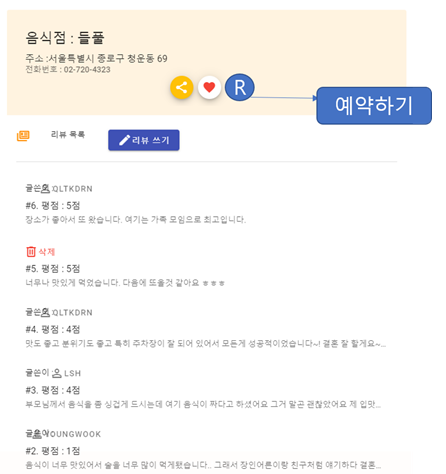 음식점 : 들풀
주소 :서울특별시 종로구 청운동 69
전화번호 : 02-720-4323
R
예약하기
리뷰 목록
리뷰 쓰기
글쓴 :QLTKDRN
#6. 평점 : 5점
장소가 좋아서 또 왔습니다. 여기는 가족 모임으로 최고입니다.
삭제
#5. 평점 : 5점
너무나 맛있게 먹었습니다. 다음에 또올것 같아요 ㅎㅎㅎ
글쓴 :QLTKDRN
#4. 평점 : 4점
맛도 좋고 분위기도 좋고 특히 주차장이 잘 되어 있어서 모든게 성공적이었습니다~! 결혼 잘 할게요~...
글쓴이 LSH
#3. 평점 : 4점
부모님께서 음식을 좀 싱겁게 드시는데 여기 음식이 짜다고 하셨어요 그거 말곤 괜찮았어요 제 입맛...
글쓴이 YOUNGWOOK
#2. 평점 : 1점
음식이 너무 맛있어서 술을 너무 많이 먹게됐습니다.. 그래서 장인어른이랑 친구처럼 얘기하다 결혼...